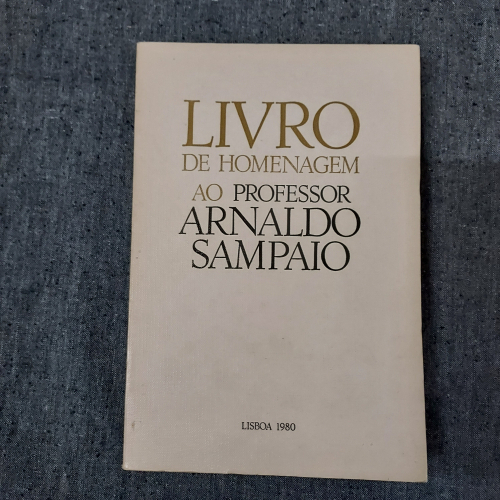 LIVRO
DE HOMENAGEM
AO PROFESSOR
ARNALDO
SAMPAIO
LISBOA 1980